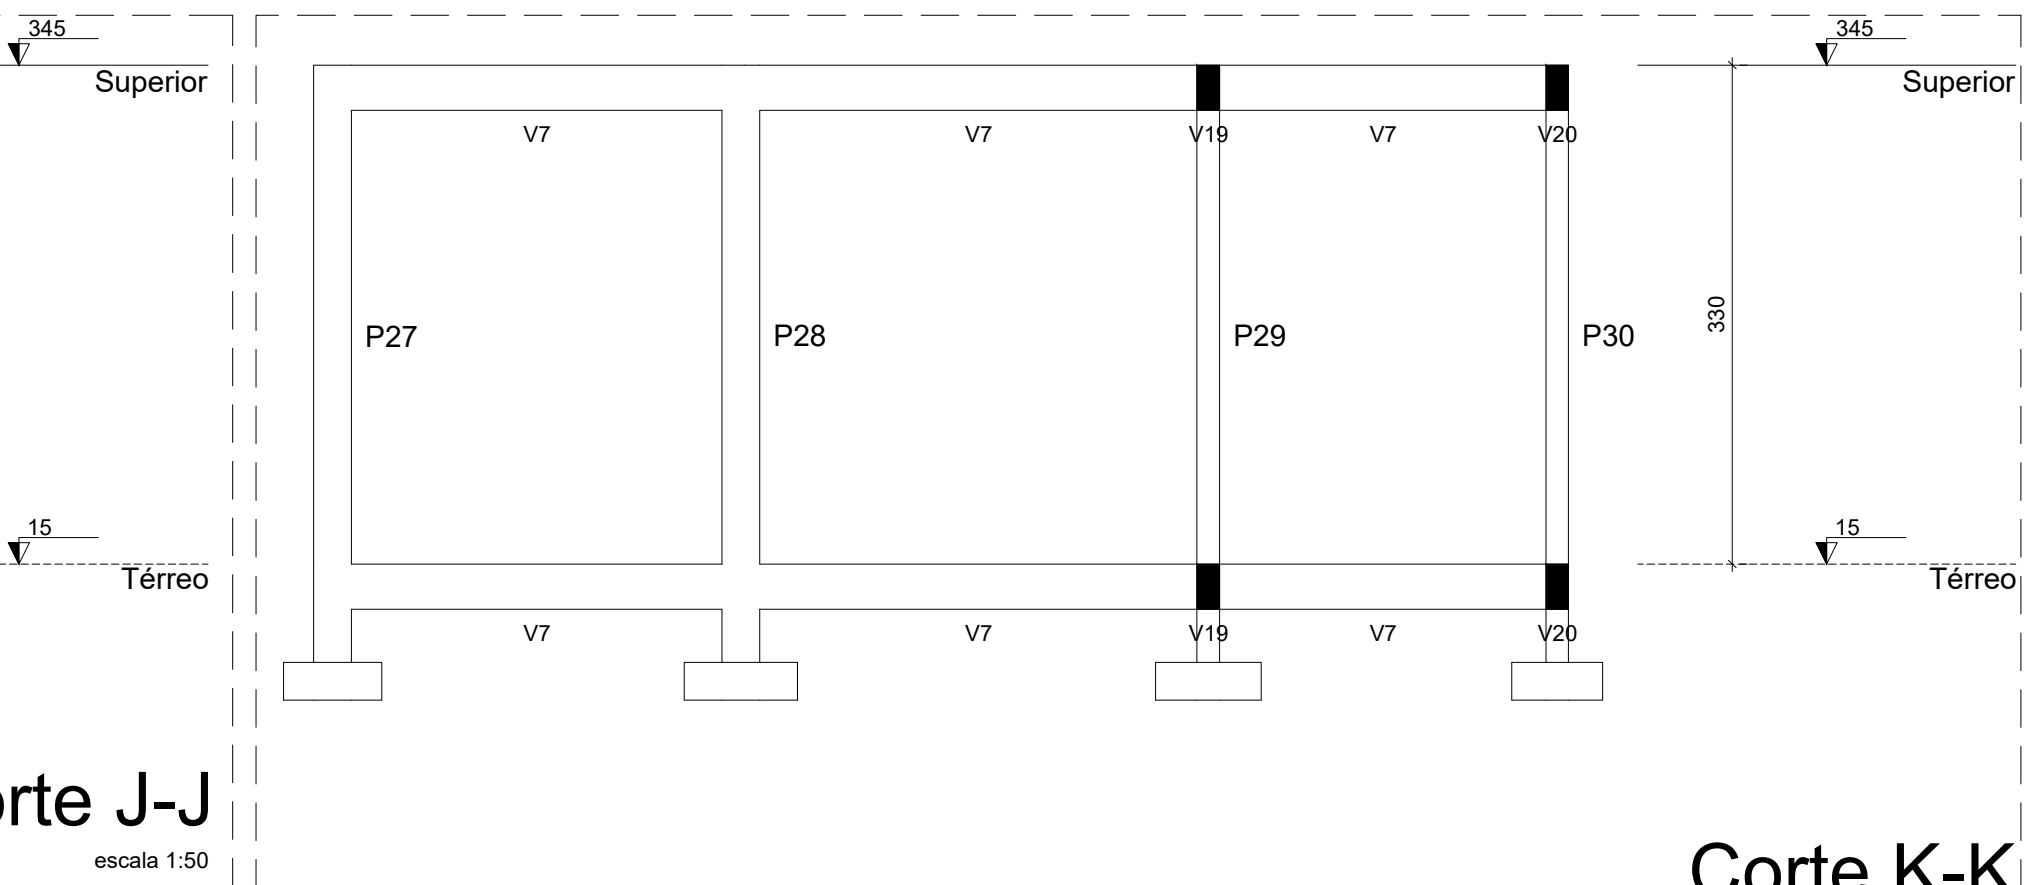 345
345
Superior
Superior
V7
V7
V19
V7
V20
P27
P28
P29
P30
330
15
15
Térreo
Térreo
V7
V7
V19
V7
V20
orte J-J
escala 1:50
Corte K-K